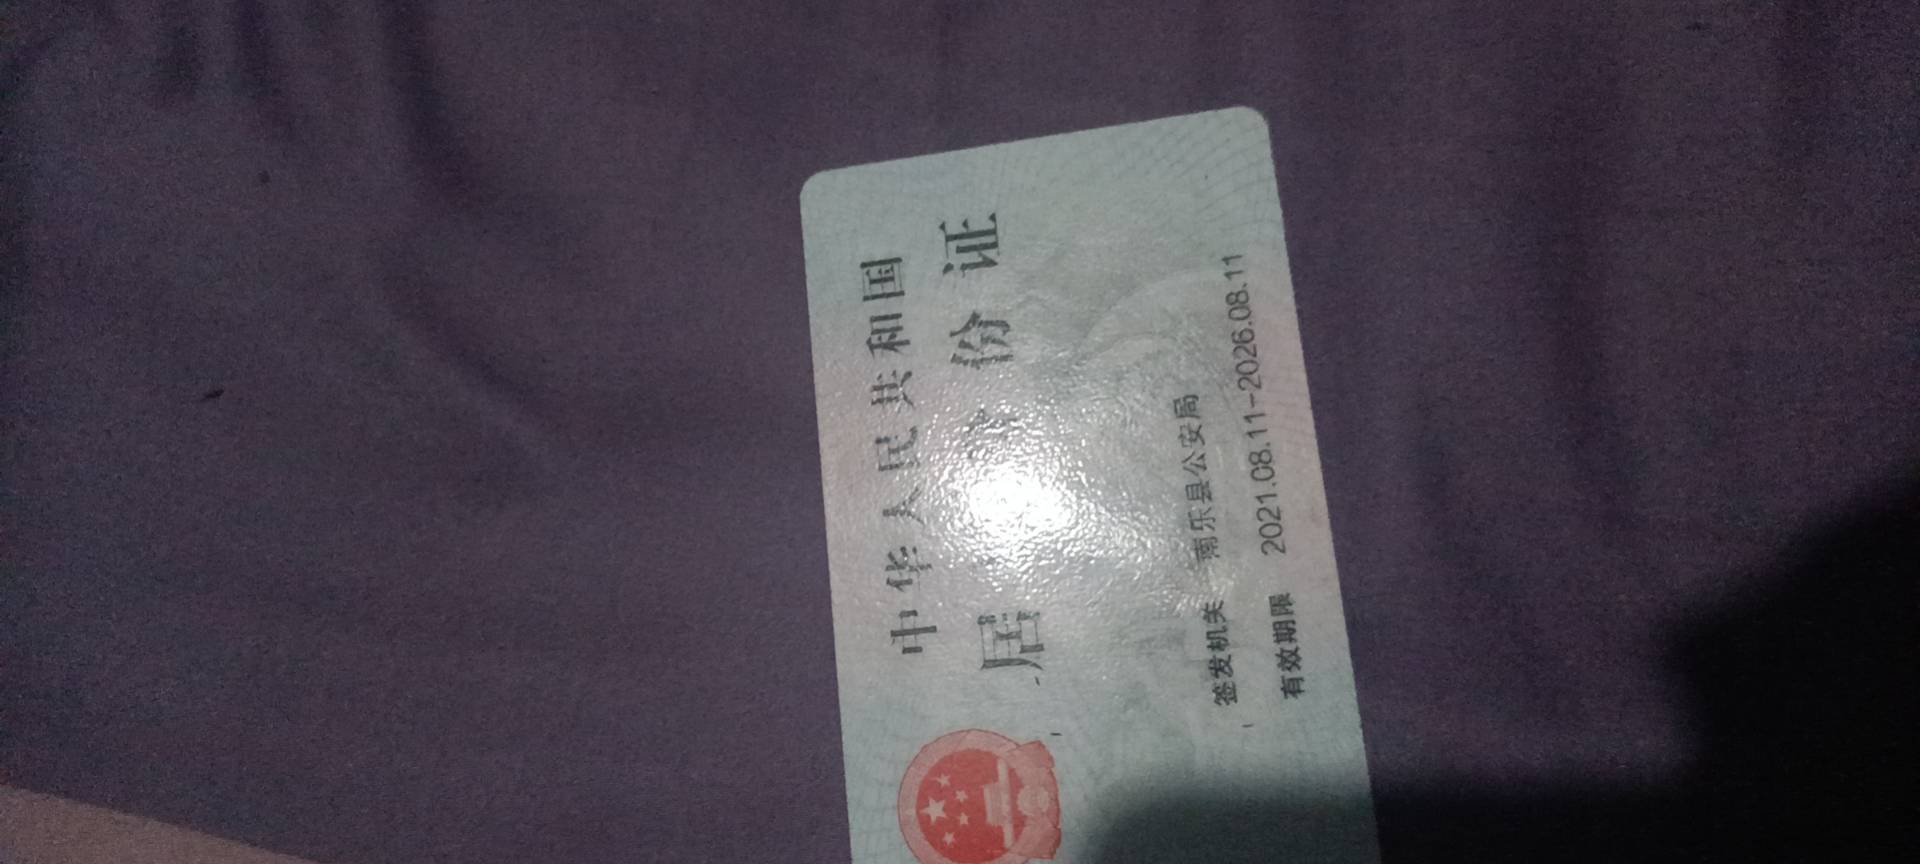 中华人民共和国
居 份证
签发机关 南乐县公安局
有效期限 2021.08.11-2026.08.11